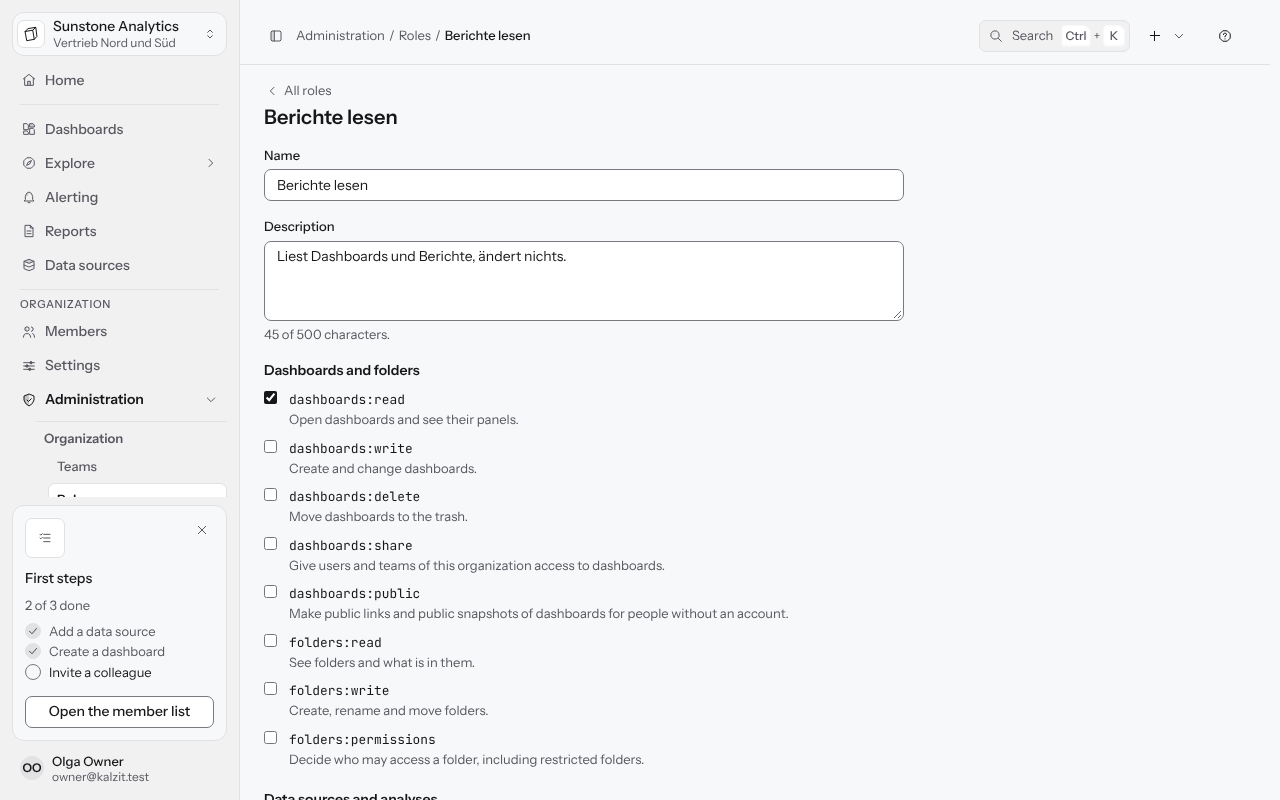 Sunstone Analytics
Vertrieb Nord und Süd
Home
Dashboards
Explore
Alerting
Reports
Data sources
ORGANIZATION
Members
Settings
Administration
Organization
Teams
First steps
2 of 3 done
Add a data source
Create a dashboard
Invite a colleague
Open the member list
OO
Olga Owner
owner@kalzit.test
Administration / Roles / Berichte lesen
Search Ctrl + K
All roles
Berichte lesen
Name
Berichte lesen
Description
Liest Dashboards und Berichte, ändert nichts.
45 of 500 characters.
Dashboards and folders
dashboards:read
Open dashboards and see their panels.
dashboards:write
Create and change dashboards.
dashboards:delete
Move dashboards to the trash.
dashboards:share
Give users and teams of this organization access to dashboards.
dashboards:public
Make public links and public snapshots of dashboards for people without an account.
folders:read
See folders and what is in them.
folders:write
Create, rename and move folders.
folders:permissions
Decide who may access a folder, including restricted folders.
Data sources and analyses